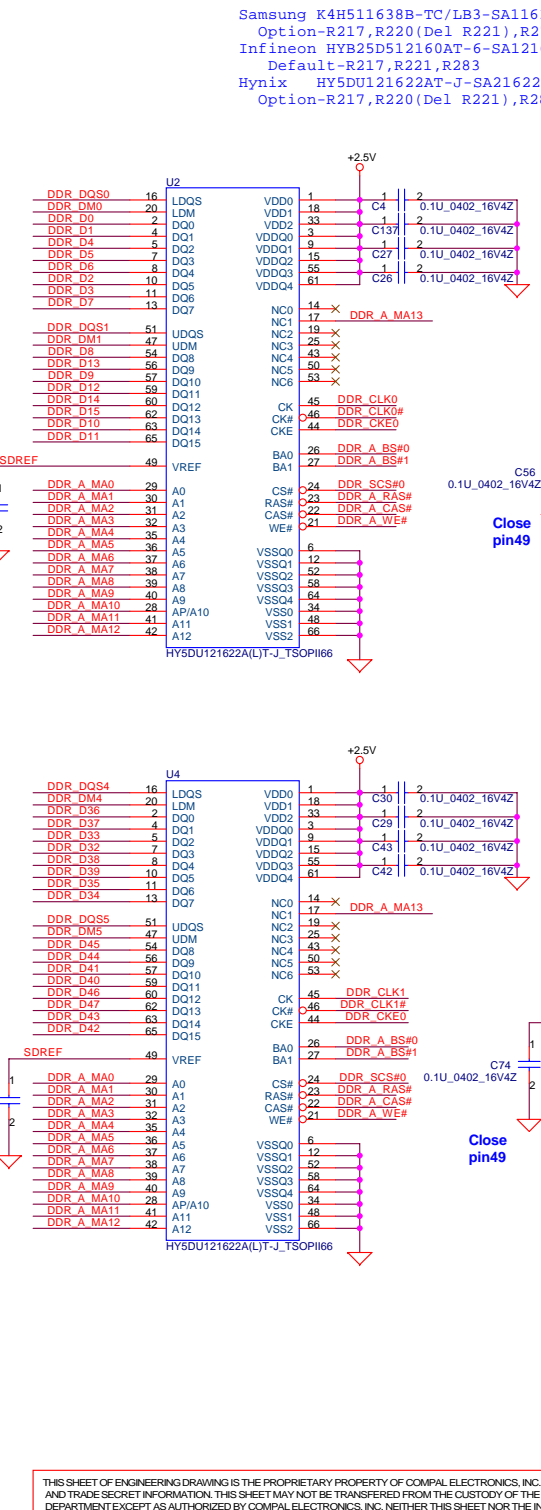 Samsung K4H511638B-TC/LB3-SA116
Option-R217,R220(Del R221),R2
Infineon HYB25D512160AT-6-SA121
Default-R217,R221,R283
Hynix HY5DU121622AT-J-SA21622
Option-R217,R220(Del R221),R28
+2.5V
U2
DDR_DQS0 16 LDQS VDD0 1
DDR_DM0 20 LDM VDD1 18
DDR_D0 2 DQ0 VDD2 33
DDR_D1 4 DQ1 VDDQ0 3
DDR_D4 5 DQ2 VDDQ1 9
DDR_D5 7 DQ3 VDDQ2 15
DDR_D6 8 DQ4 VDDQ3 55
DDR_D2 10 DQ5 VDDQ4 61
DDR_D3 11 DQ6
DDR_D7 13 DQ7
1 2 C4 0.1U_0402_16V4Z
1 2 C137 0.1U_0402_16V4Z
1 2 C27 0.1U_0402_16V4Z
1 2 C26 0.1U_0402_16V4Z
NC0 14
NC1 17 DDR_A_MA13
NC2 19
NC3 25
NC4 43
NC5 50
NC6 53
DDR_DQS1 51 UDQS
DDR_DM1 47 UDM
DDR_D8 54 DQ8
DDR_D13 56 DQ9
DDR_D9 57 DQ10
DDR_D12 59 DQ11
DDR_D14 60 DQ12
DDR_D15 62 DQ13
DDR_D10 63 DQ14
DDR_D11 65 DQ15
CK 45 DDR_CLK0
CK# 46 DDR_CLK0#
CKE 44 DDR_CKE0
BA0 26 DDR_A_BS#0
BA1 27 DDR_A_BS#1
SDREF 49 VREF
DDR_A_MA0 29 A0 CS# 24 DDR_SCS#0
DDR_A_MA1 30 A1 RAS# 23 DDR_A_RAS#
DDR_A_MA2 31 A2 CAS# 22 DDR_A_CAS#
DDR_A_MA3 32 A3 WE# 21 DDR_A_WE#
DDR_A_MA4 35 A4
DDR_A_MA5 36 A5 VSSQ0 6
DDR_A_MA6 37 A6 VSSQ1 12
DDR_A_MA7 38 A7 VSSQ2 52
DDR_A_MA8 39 A8 VSSQ3 58
DDR_A_MA9 40 A9 VSSQ4 64
DDR_A_MA10 28 AP/A10 VSS0 34
DDR_A_MA11 41 A11 VSS1 48
DDR_A_MA12 42 A12 VSS2 66
HY5DU121622A(L)T-J_TSOPII66
2
C56
0.1U_0402_16V4Z
Close
pin49
+2.5V
U4
DDR_DQS4 16 LDQS VDD0 1
DDR_DM4 20 LDM VDD1 18
DDR_D36 2 DQ0 VDD2 33
DDR_D37 4 DQ1 VDDQ0 3
DDR_D33 5 DQ2 VDDQ1 9
DDR_D32 7 DQ3 VDDQ2 15
DDR_D38 8 DQ4 VDDQ3 55
DDR_D39 10 DQ5 VDDQ4 61
DDR_D35 11 DQ6
DDR_D34 13 DQ7
1 2 C30 0.1U_0402_16V4Z
1 2 C29 0.1U_0402_16V4Z
1 2 C43 0.1U_0402_16V4Z
1 2 C42 0.1U_0402_16V4Z
NC0 14
NC1 17 DDR_A_MA13
NC2 19
NC3 25
NC4 43
NC5 50
NC6 53
DDR_DQS5 51 UDQS
DDR_DM5 47 UDM
DDR_D45 54 DQ8
DDR_D44 56 DQ9
DDR_D41 57 DQ10
DDR_D40 59 DQ11
DDR_D46 60 DQ12
DDR_D47 62 DQ13
DDR_D43 63 DQ14
DDR_D42 65 DQ15
CK 45 DDR_CLK1
CK# 46 DDR_CLK1#
CKE 44 DDR_CKE0
BA0 26 DDR_A_BS#0
BA1 27 DDR_A_BS#1
SDREF 49 VREF
DDR_A_MA0 29 A0 CS# 24 DDR_SCS#0
DDR_A_MA1 30 A1 RAS# 23 DDR_A_RAS#
DDR_A_MA2 31 A2 CAS# 22 DDR_A_CAS#
DDR_A_MA3 32 A3 WE# 21 DDR_A_WE#
DDR_A_MA4 35 A4
DDR_A_MA5 36 A5 VSSQ0 6
DDR_A_MA6 37 A6 VSSQ1 12
DDR_A_MA7 38 A7 VSSQ2 52
DDR_A_MA8 39 A8 VSSQ3 58
DDR_A_MA9 40 A9 VSSQ4 64
DDR_A_MA10 28 AP/A10 VSS0 34
DDR_A_MA11 41 A11 VSS1 48
DDR_A_MA12 42 A12 VSS2 66
HY5DU121622A(L)T-J_TSOPII66
1
2
1
C74
0.1U_0402_16V4Z
2
Close
pin49
THIS SHEET OF ENGINEERING DRAWING IS THE PROPRIETARY PROPERTY OF COMPAL ELECTRONICS, INC.
AND TRADE SECRET INFORMATION. THIS SHEET MAY NOT BE TRANSFERED FROM THE CUSTODY OF THE
DEPARTMENT EXCEPT AS AUTHORIZED BY COMPAL ELECTRONICS, INC. NEITHER THIS SHEET NOR THE IN